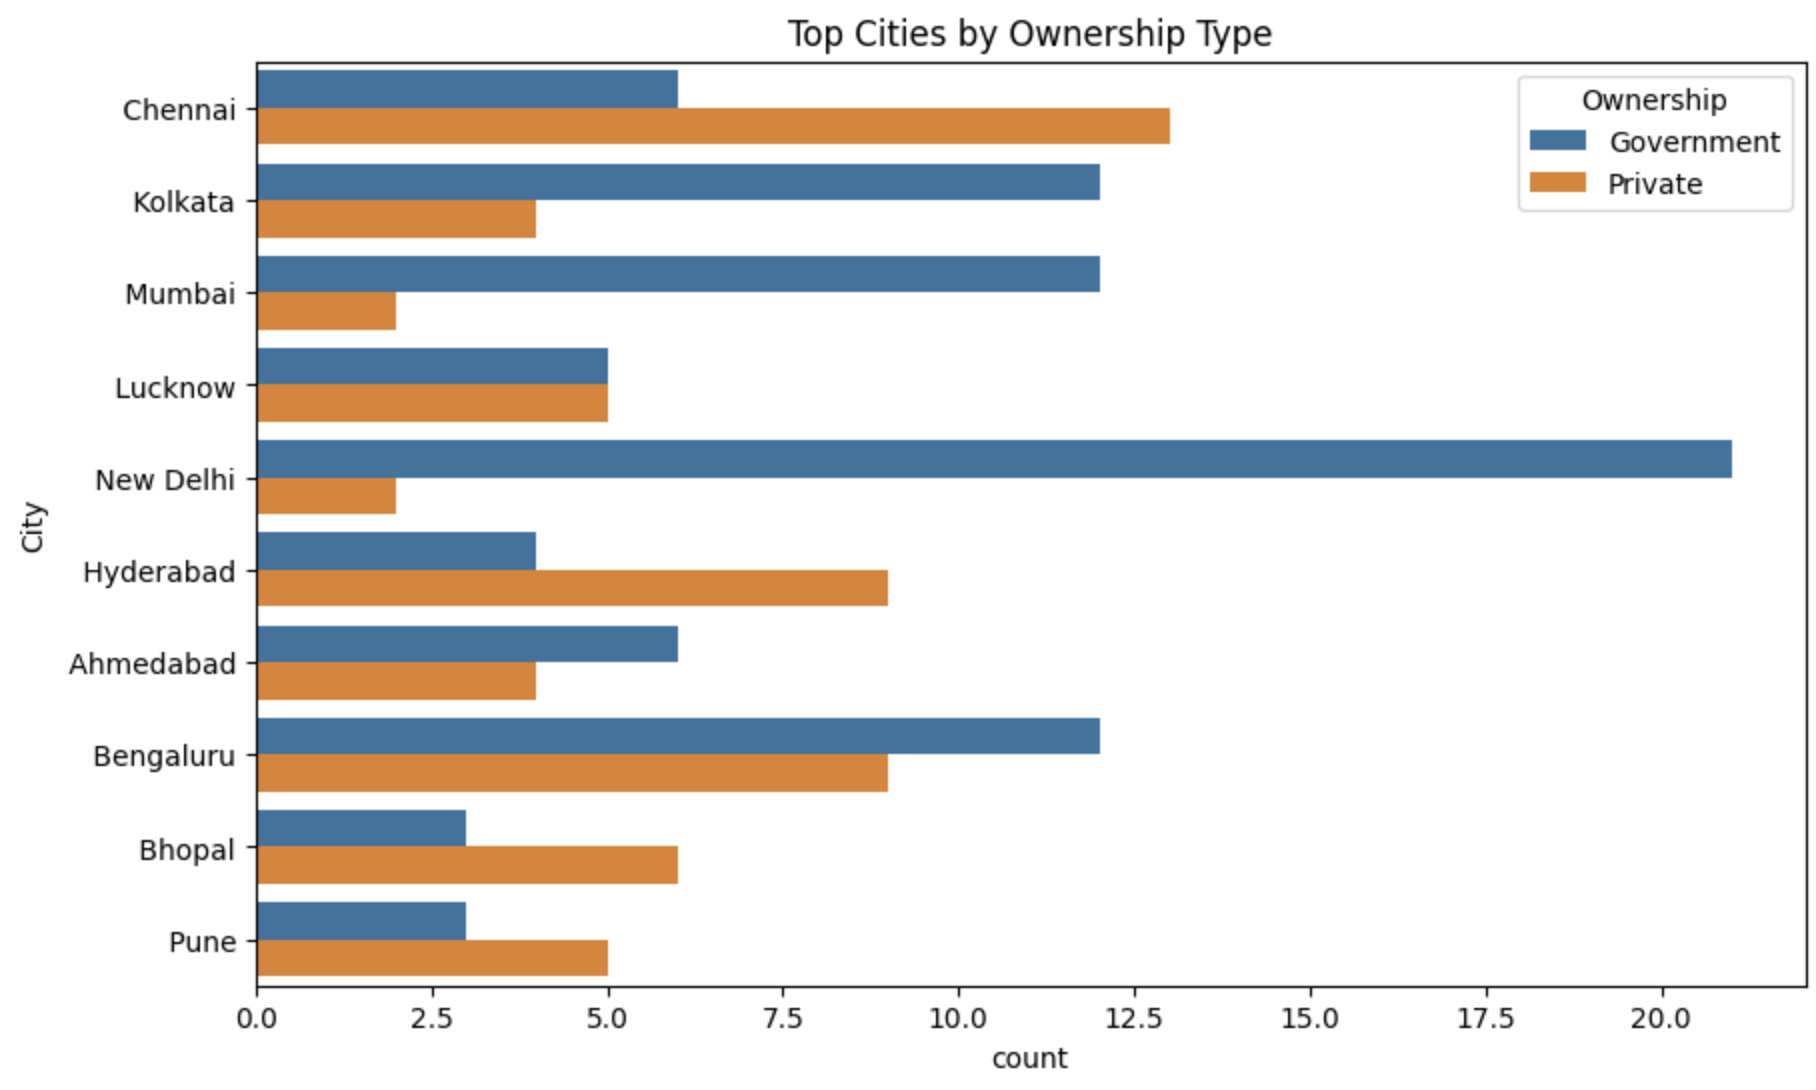 Top Cities by Ownership Type
Ownership
Government
Private
City
Chennai
Kolkata
Mumbai
Lucknow
New Delhi
Hyderabad
Ahmedabad
Bengaluru
Bhopal
Pune
0.0 2.5 5.0 7.5 10.0 12.5 15.0 17.5 20.0
count